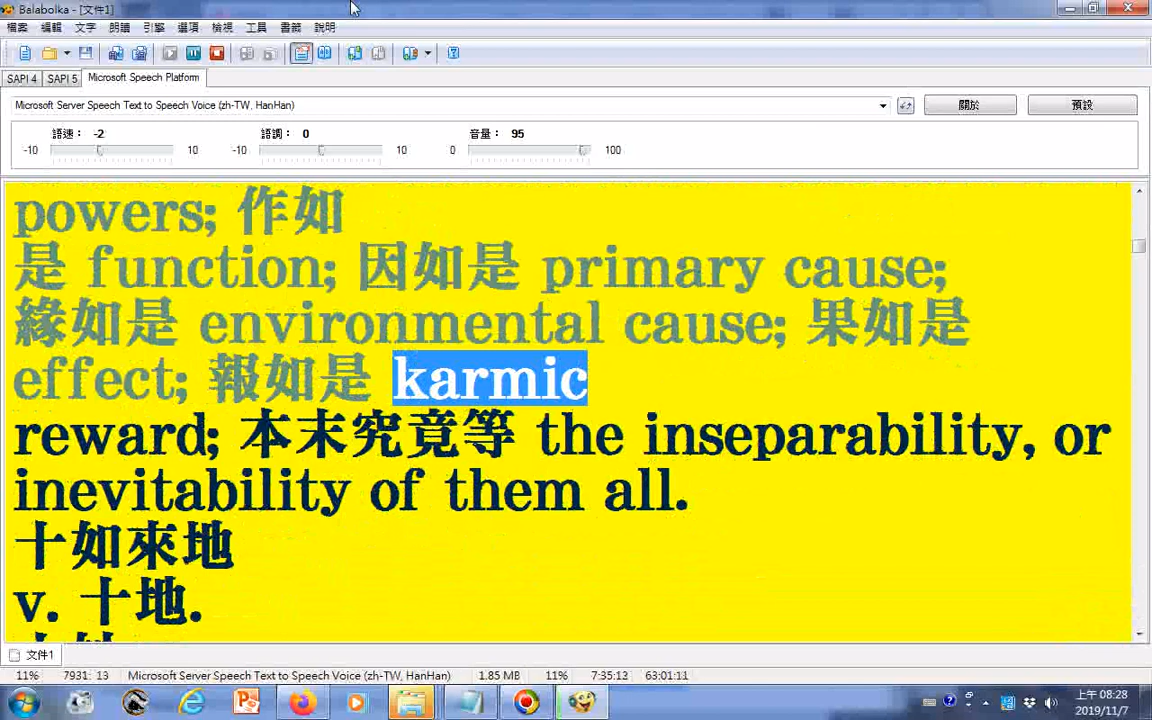 Balabolka - [文件1]
檔案 編輯 文字 朗讀 引擎 選項 檢視 工具 書籤 說明
SAPI 4 SAPI 5 Microsoft Speech Platform
Microsoft Server Speech Text to Speech Voice (zh-TW, HanHan) 關於 預設
語速： -2 語調： 0 音量： 95
-10 10 -10 10 0 100
powers; 作如
是 function; 因如是 primary cause;
緣如是 environmental cause; 果如是
effect; 報如是 karmic
reward; 本末究竟等 the inseparability, or
inevitability of them all.
十如來地
v. 十地.
文件1
11% 7931: 13 Microsoft Server Speech Text to Speech Voice (zh-TW, HanHan) 1.85 MB 11% 7:35:12 63:01:11
上午 08:28
2019/11/7